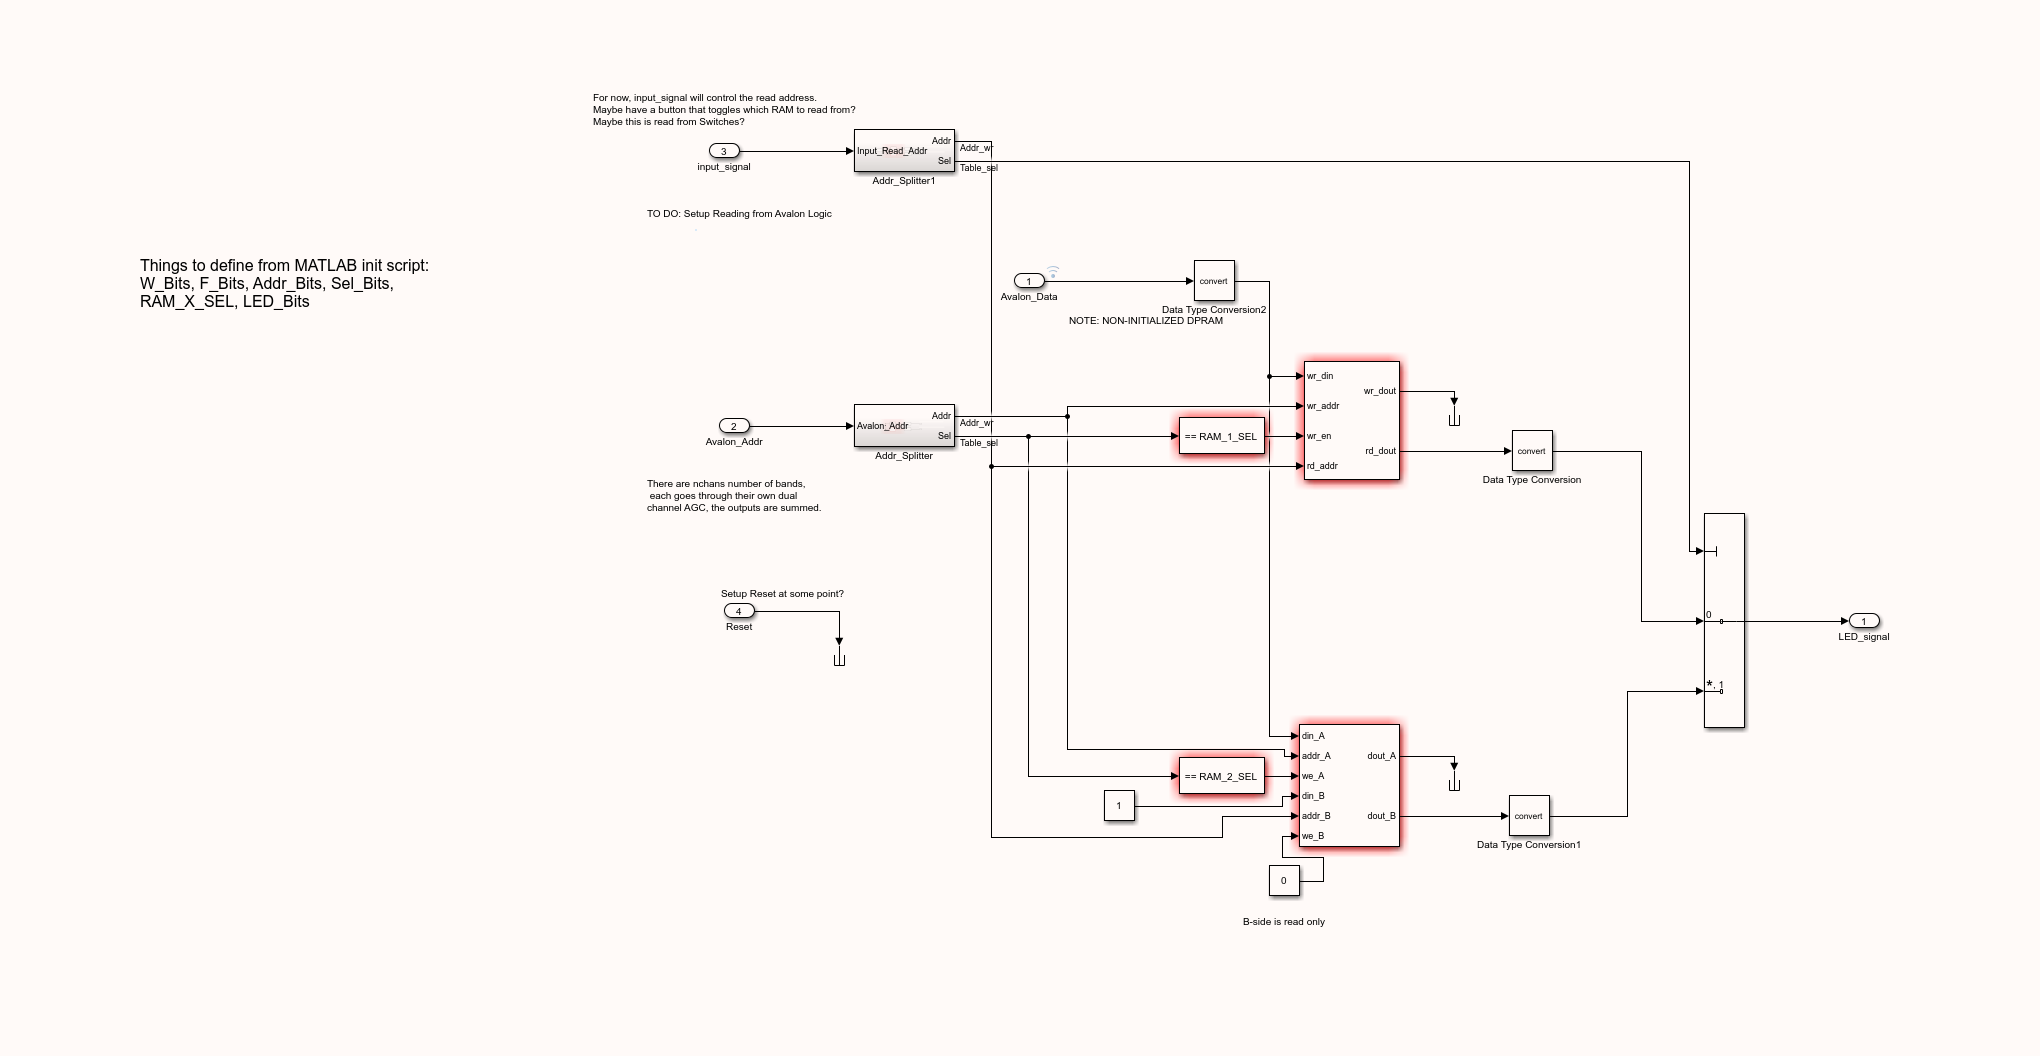 For now, input_signal will control the read address.
Maybe have a button that toggles which RAM to read from?
Maybe this is read from Switches?
3
input_signal
Input_Read_Addr
Addr
Sel
Addr_wr
Table_sel
Addr_Splitter1
TO DO: Setup Reading from Avalon Logic
Things to define from MATLAB init script:
W_Bits, F_Bits, Addr_Bits, Sel_Bits,
RAM_X_SEL, LED_Bits
1
Avalon_Data
convert
Data Type Conversion2
NOTE: NON-INITIALIZED DPRAM
2
Avalon_Addr
Avalon_Addr
Addr
Sel
Addr_wr
Table_sel
Addr_Splitter
== RAM_1_SEL
wr_din
wr_addr
wr_en
rd_addr
wr_dout
rd_dout
convert
Data Type Conversion
There are nchans number of bands,
each goes through their own dual
channel AGC, the outputs are summed.
Setup Reset at some point?
4
Reset
0
*, 1
1
LED_signal
== RAM_2_SEL
1
din_A
addr_A
we_A
din_B
addr_B
we_B
dout_A
dout_B
convert
Data Type Conversion1
0
B-side is read only